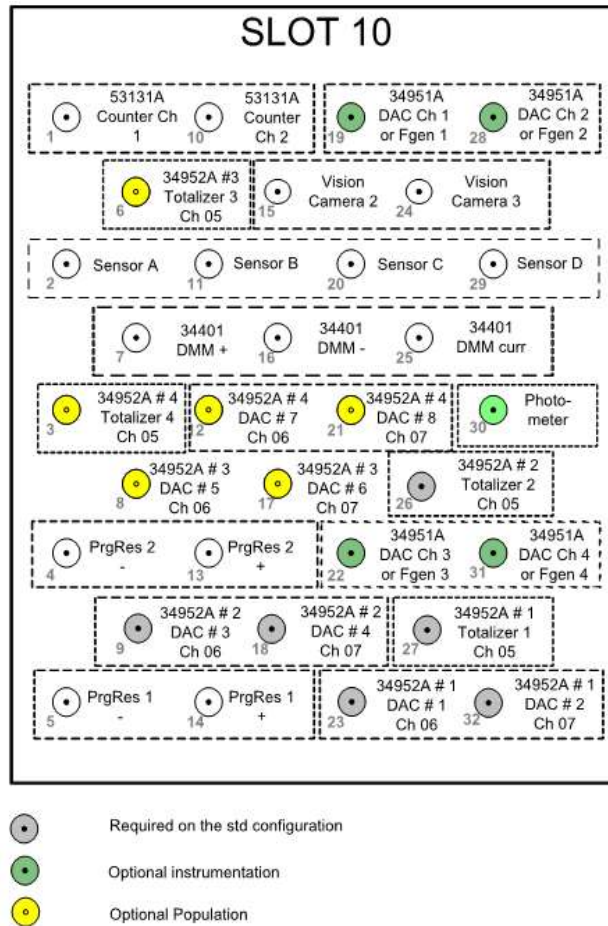 SLOT 10
53131A
Counter Ch
1
1
53131A
Counter
Ch 2
10
34951A
DAC Ch 1
or Fgen 1
19
34951A
DAC Ch 2
or Fgen 2
28
34952A #3
Totalizer 3
Ch 05
6
Vision
Camera 2
15
Vision
Camera 3
24
Sensor A
2
Sensor B
11
Sensor C
20
Sensor D
29
34401
DMM +
7
34401
DMM -
16
34401
DMM curr
25
34952A # 4
Totalizer 4
Ch 05
3
34952A # 4
DAC # 7
Ch 06
2
34952A # 4
DAC # 8
Ch 07
21
Photo-
meter
30
34952A # 3
DAC # 5
Ch 06
8
34952A # 3
DAC # 6
Ch 07
17
34952A # 2
Totalizer 2
Ch 05
26
PrgRes 2
-
4
PrgRes 2
+
13
34951A
DAC Ch 3
or Fgen 3
22
34951A
DAC Ch 4
or Fgen 4
31
34952A # 2
DAC # 3
Ch 06
9
34952A # 2
DAC # 4
Ch 07
18
34952A # 1
Totalizer 1
Ch 05
27
PrgRes 1
-
5
PrgRes 1
+
14
34952A # 1
DAC # 1
Ch 06
23
34952A # 1
DAC # 2
Ch 07
32
Required on the std configuration
Optional instrumentation
Optional Population